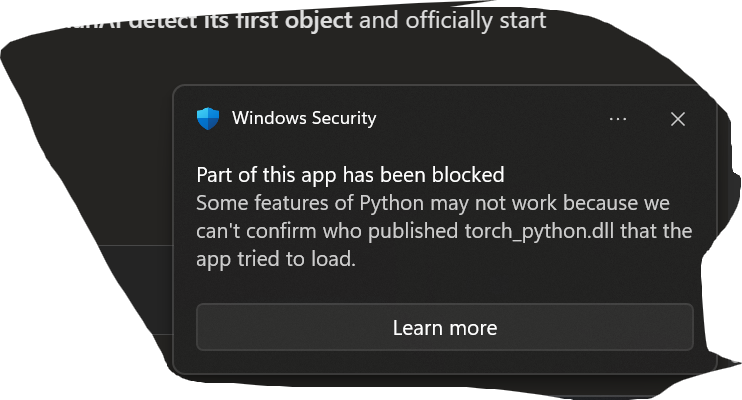 detect its first object and officially start
Windows Security
Part of this app has been blocked
Some features of Python may not work because we
can't confirm who published torch_python.dll that the
app tried to load.
Learn more